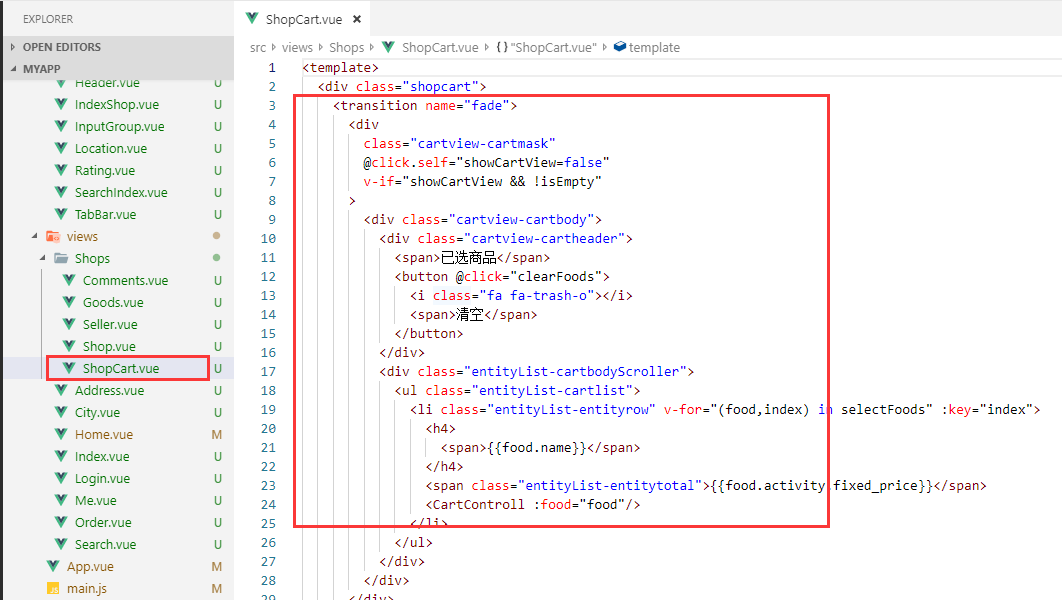 EXPLORER
OPEN EDITORS
MYAPP
Header.vue U
IndexShop.vue U
InputGroup.vue U
Location.vue U
Rating.vue U
SearchIndex.vue U
TabBar.vue U
views
Shops
Comments.vue U
Goods.vue U
Seller.vue U
Shop.vue U
ShopCart.vue U
Address.vue U
City.vue U
Home.vue M
Index.vue U
Login.vue U
Me.vue U
Order.vue U
Search.vue U
App.vue M
main.js M
ShopCart.vue ×
src views Shops ShopCart.vue {} "ShopCart.vue" template
1 <template>
2 <div class="shopcart">
3 <transition name="fade">
4 <div
5 class="cartview-cartmask"
6 @click.self="showCartView=false"
7 v-if="showCartView && !isEmpty"
8 >
9 <div class="cartview-cartbody">
10 <div class="cartview-cartheader">
11 <span>已选商品</span>
12 <button @click="clearFoods">
13 <i class="fa fa-trash-o"></i>
14 <span>清空</span>
15 </button>
16 </div>
17 <div class="entityList-cartbodyScroller">
18 <ul class="entityList-cartlist">
19 <li class="entityList-entityrow" v-for="(food,index) in selectFoods" :key="index">
20 <h4>
21 <span>{{food.name}}</span>
22 </h4>
23 <span class="entityList-entitytotal">{{food.activity.fixed_price}}</span>
24 <CartControll :food="food"/>
25 </li>
26 </ul>
27 </div>
28 </div>
29 </div>